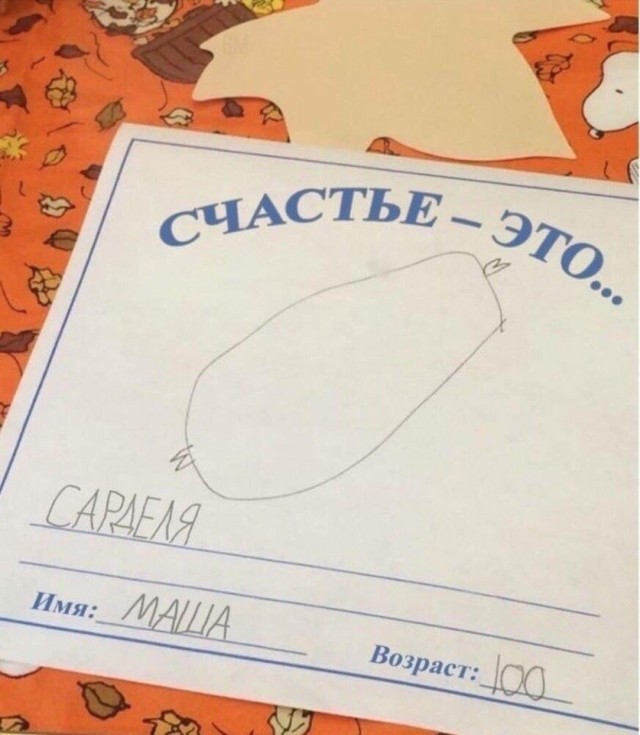 СЧАСТЬЕ – ЭТО...
САРДЕЛЯ
Имя: МАША
Возраст: 100